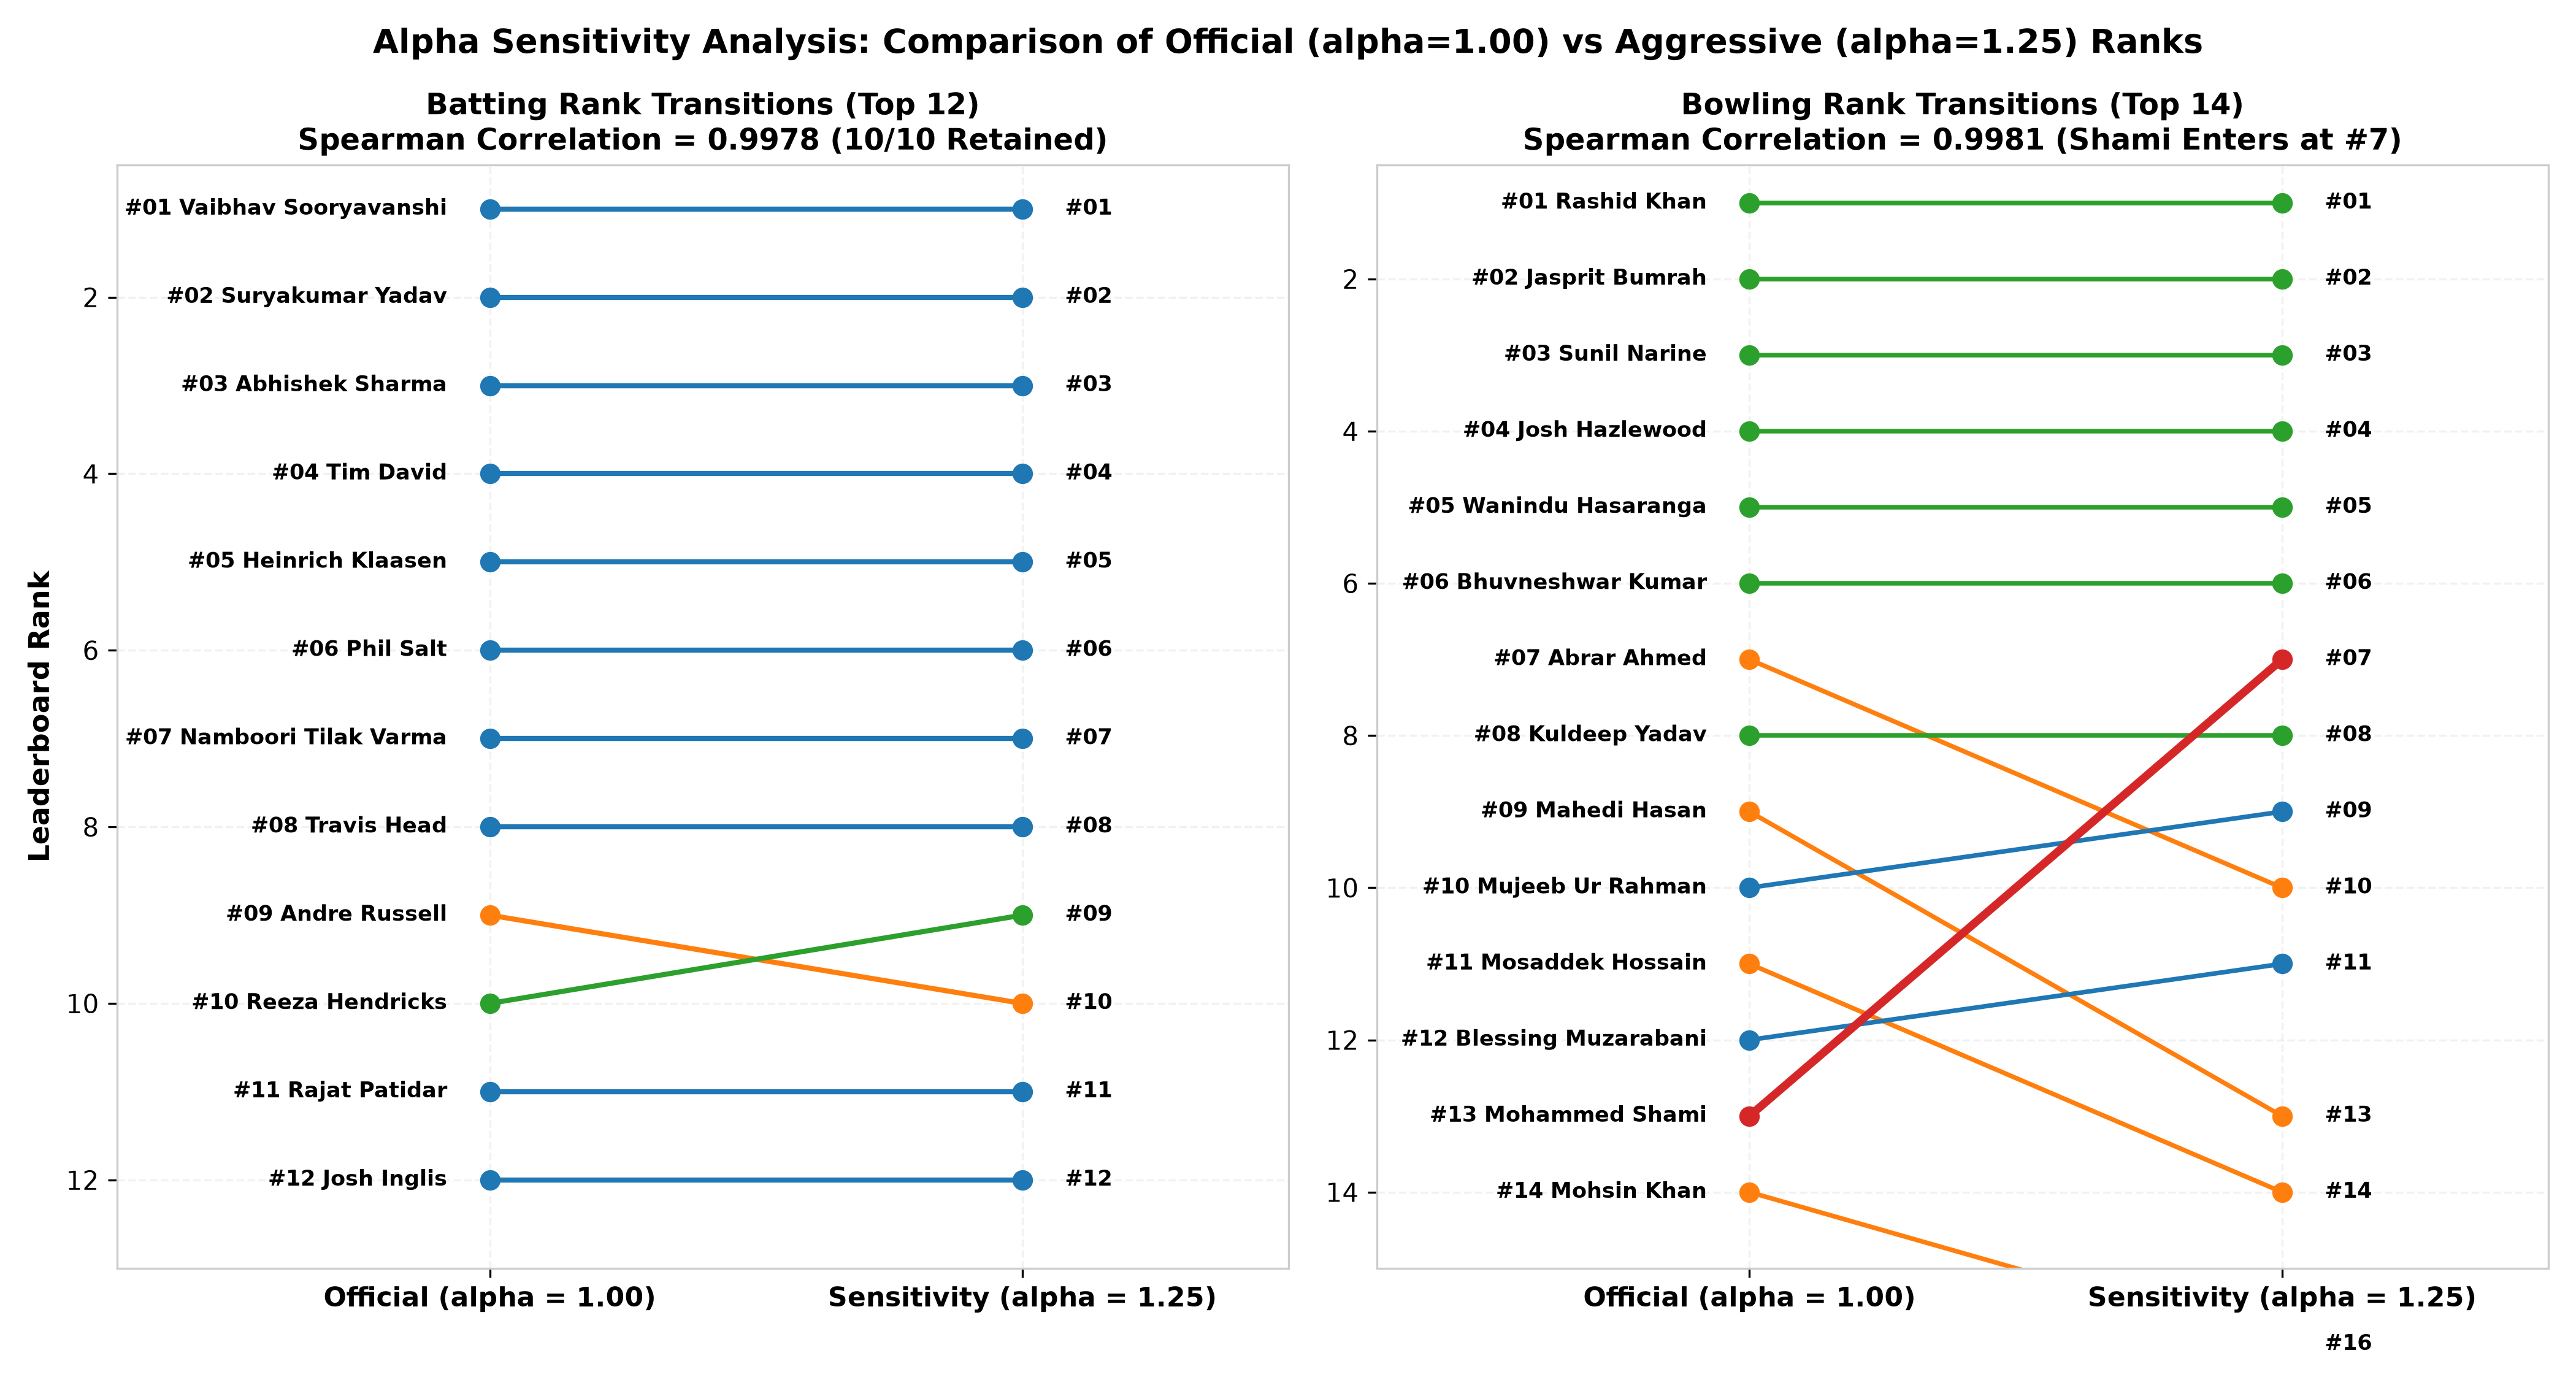 Alpha Sensitivity Analysis: Comparison of Official (alpha=1.00) vs Aggressive (alpha=1.25) Ranks
Batting Rank Transitions (Top 12)
Spearman Correlation = 0.9978 (10/10 Retained)
Leaderboard Rank
#01 Vaibhav Sooryavanshi #01
2 #02 Suryakumar Yadav #02
#03 Abhishek Sharma #03
4 #04 Tim David #04
#05 Heinrich Klaasen #05
6 #06 Phil Salt #06
#07 Namboori Tilak Varma #07
8 #08 Travis Head #08
#09 Andre Russell #09
10 #10 Reeza Hendricks #10
#11 Rajat Patidar #11
12 #12 Josh Inglis #12
Official (alpha = 1.00) Sensitivity (alpha = 1.25)
Bowling Rank Transitions (Top 14)
Spearman Correlation = 0.9981 (Shami Enters at #7)
#01 Rashid Khan #01
2 #02 Jasprit Bumrah #02
#03 Sunil Narine #03
4 #04 Josh Hazlewood #04
#05 Wanindu Hasaranga #05
6 #06 Bhuvneshwar Kumar #06
#07 Abrar Ahmed #07
8 #08 Kuldeep Yadav #08
#09 Mahedi Hasan #09
10 #10 Mujeeb Ur Rahman #10
#11 Mosaddek Hossain #11
12 #12 Blessing Muzarabani
#13 Mohammed Shami #13
14 #14 Mohsin Khan #14
Official (alpha = 1.00) Sensitivity (alpha = 1.25)
#16